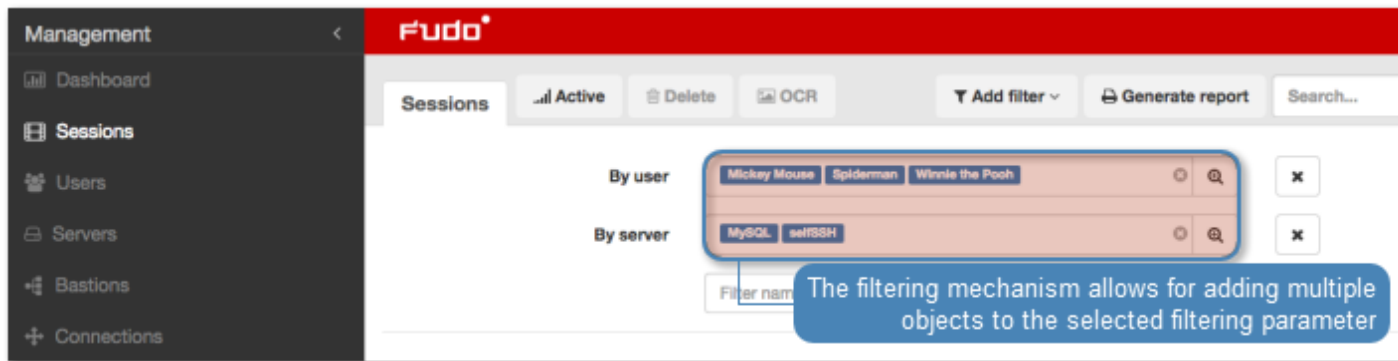 Management
Fudo
Dashboard
Sessions
Active
Delete
OCR
Add filter
Generate report
Search...
Sessions
Users
By user
Mickey Mouse Spiderman Winnie the Pooh
Servers
By server
MySQL selfSSH
Bastions
Filter nam
The filtering mechanism allows for adding multiple
objects to the selected filtering parameter
Connections